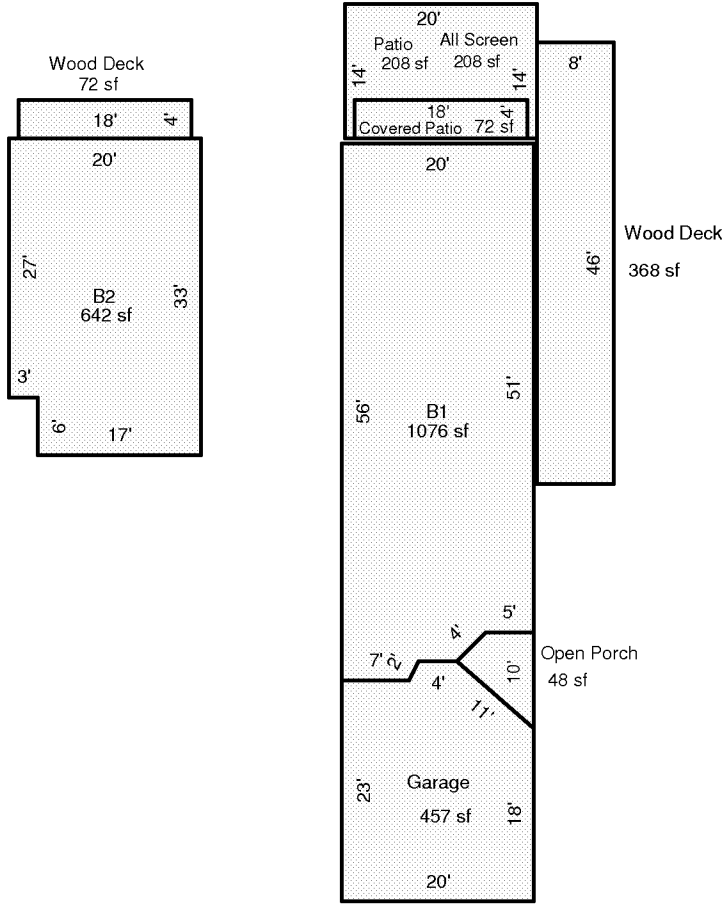 Wood Deck
72 sf
18'
4'
20'
27'
33'
B2
642 sf
3'
6'
17'
20'
Patio
208 sf
All Screen
208 sf
14'
14'
18'
4'
Covered Patio 72 sf
8'
46'
Wood Deck
368 sf
20'
56'
51'
B1
1076 sf
5'
4'
7'
2'
4'
10'
11'
Open Porch
48 sf
23'
Garage
457 sf
18'
20'